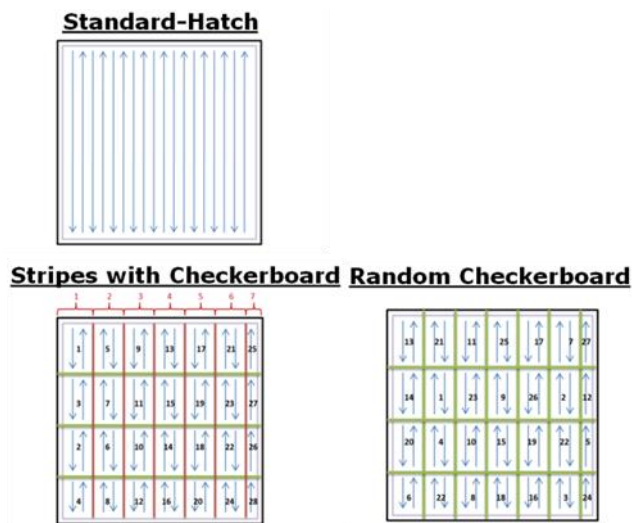 Standard-Hatch
Stripes with Checkerboard
1 2 3 4 5 6 7
1 5 9 13 17 21 25
3 7 11 15 19 23 27
2 6 10 14 18 22 26
4 8 12 16 20 24 28
Random Checkerboard
13 21 11 25 17 7 27
14 1 23 9 26 2 12
20 4 10 15 19 22 5
6 22 8 18 16 3 24